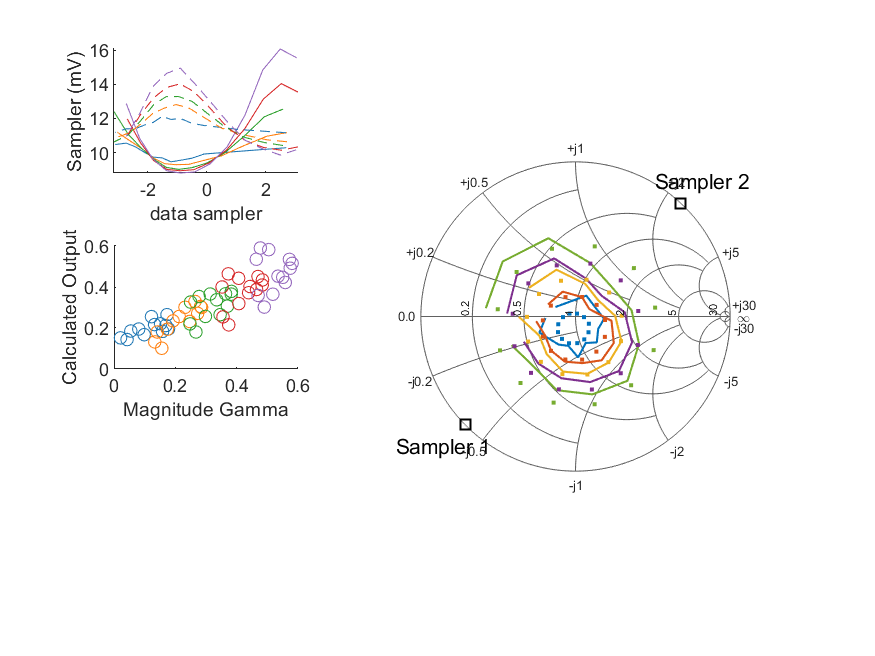 Sampler (mV)
16
14
12
10
-2
0
2
data sampler
Calculated Output
0.6
0.4
0.2
0
0
0.2
0.4
0.6
Magnitude Gamma
+j1
+j0.5
Sampler 2
+j0.2
+j5
0.0
0.2
0.5
2
5
30
+j30
∞
-j30
-j0.2
-j5
Sampler 1
-j0.5
-j2
-j1